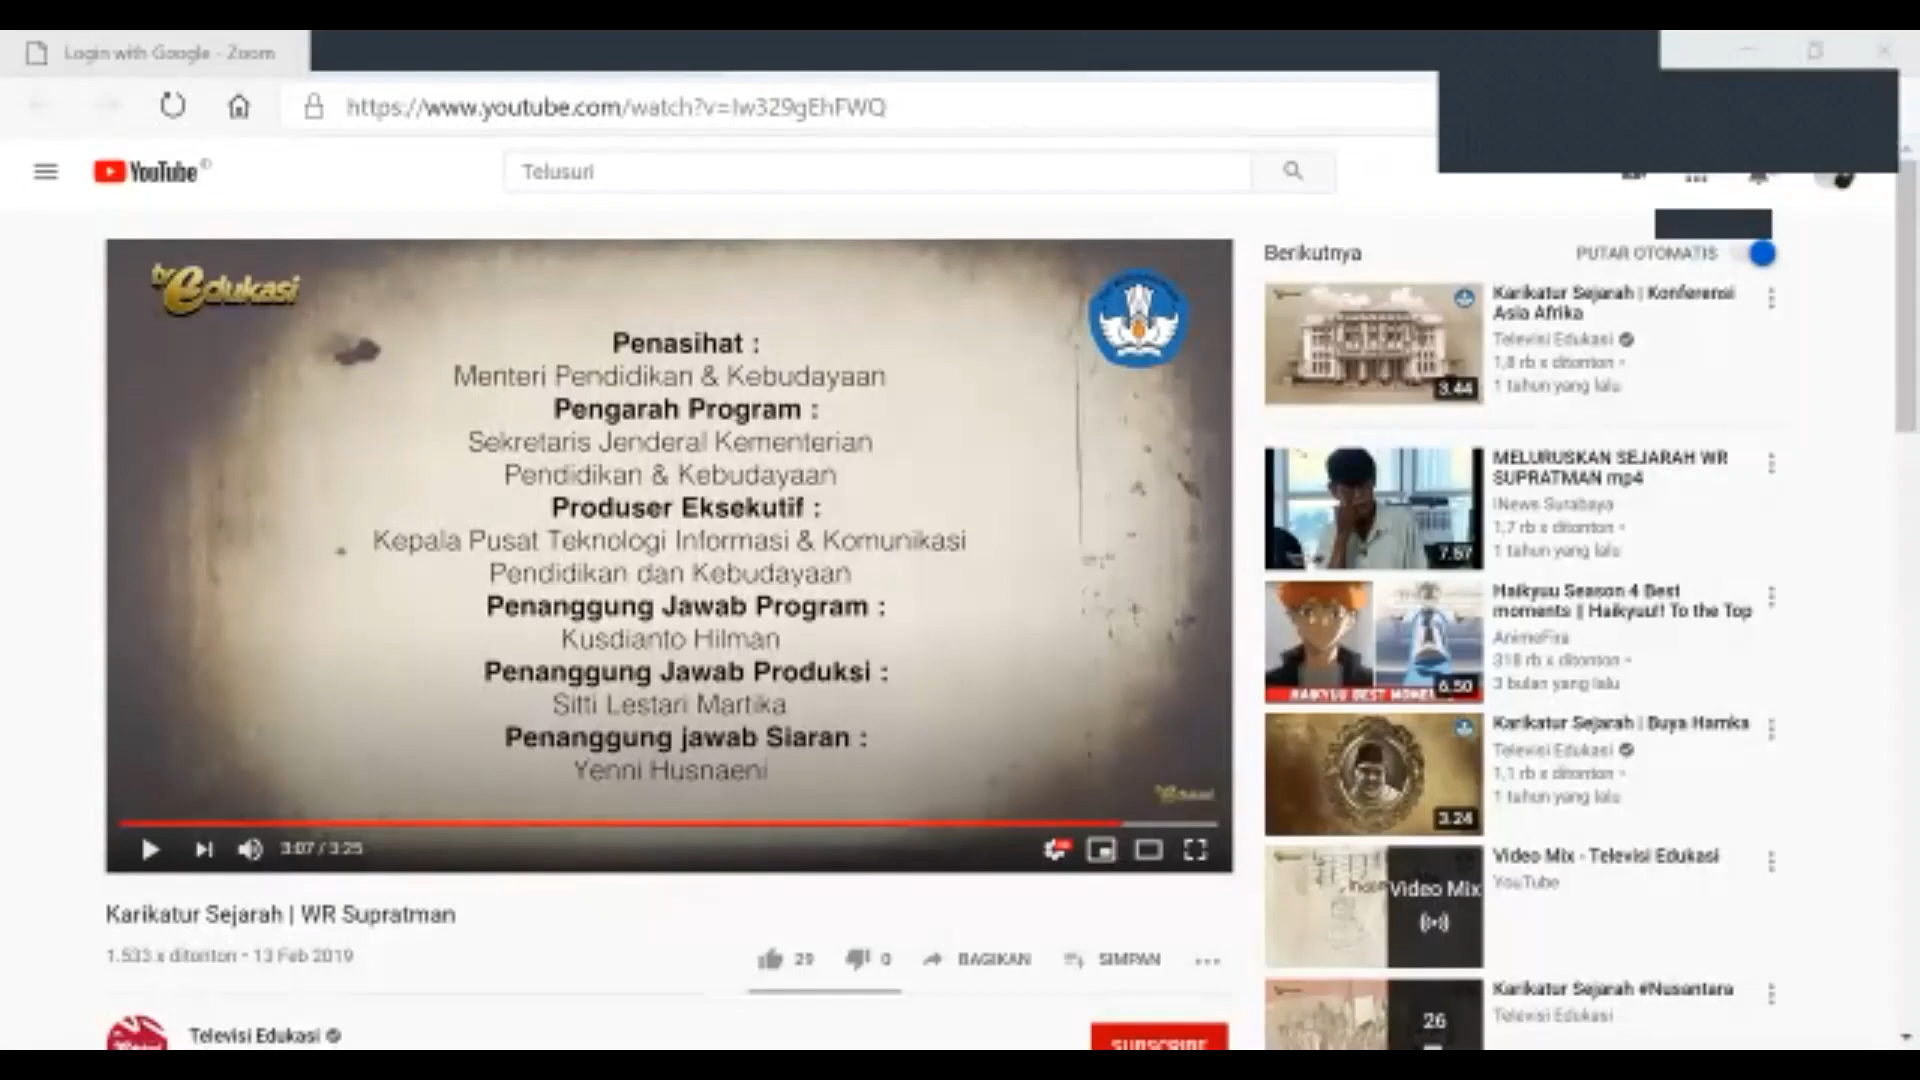 Login with Google - Zoom
https://www.youtube.com/watch?v=Iw329gEhFWQ
YouTube ID
Telusuri
tv edukasi
Penasihat :
Menteri Pendidikan & Kebudayaan
Pengarah Program :
Sekretaris Jenderal Kementerian
Pendidikan & Kebudayaan
Produser Eksekutif :
Kepala Pusat Teknologi Informasi & Komunikasi
Pendidikan dan Kebudayaan
Penanggung Jawab Program :
Kusdianto Hilman
Penanggung Jawab Produksi :
Sitti Lestari Martika
Penanggung jawab Siaran :
Yenni Husnaeni
3:07 / 3:25
Karikatur Sejarah | WR Supratman
1.533 x ditonton • 13 Feb 2019
29
0
BAGIKAN
SIMPAN
Televisi Edukasi
SUBSCRIBE
Berikutnya
PUTAR OTOMATIS
Karikatur Sejarah | Konferensi
Asia Afrika
Televisi Edukasi
1,8 rb x ditonton •
1 tahun yang lalu
3.44
MELURUSKAN SEJARAH WR
SUPRATMAN mp4
iNews Surabaya
1,7 rb x ditonton •
1 tahun yang lalu
7.57
Haikyuu Season 4 Best
moments || Haikyuu!! To the Top
AnimeFira
318 rb x ditonton •
3 bulan yang lalu
HAIKYUU BEST
6.50
Karikatur Sejarah | Buya Hamka
Televisi Edukasi
1,1 rb x ditonton •
1 tahun yang lalu
3.24
Video Mix - Televisi Edukasi
YouTube
Video Mix
Karikatur Sejarah #Nusantara
Televisi Edukasi
26